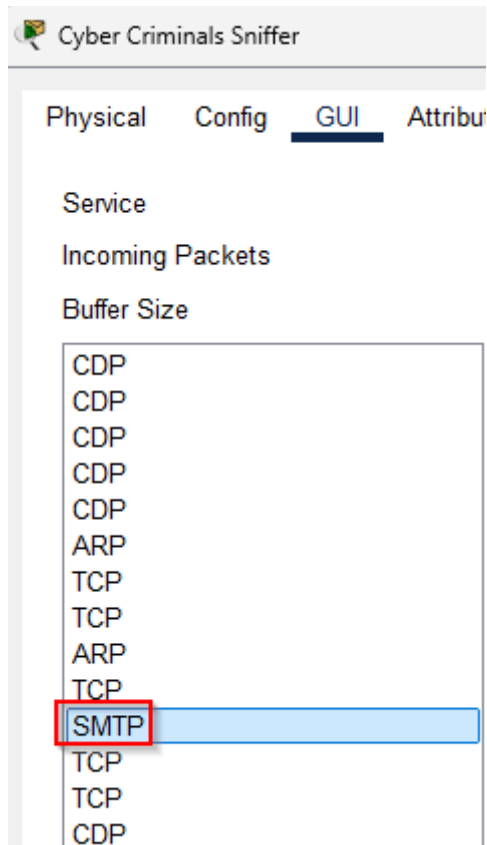 Cyber Criminals Sniffer
Physical Config GUI Attribu
Service
Incoming Packets
Buffer Size
CDP
CDP
CDP
CDP
CDP
ARP
TCP
TCP
ARP
TCP
SMTP
TCP
TCP
CDP